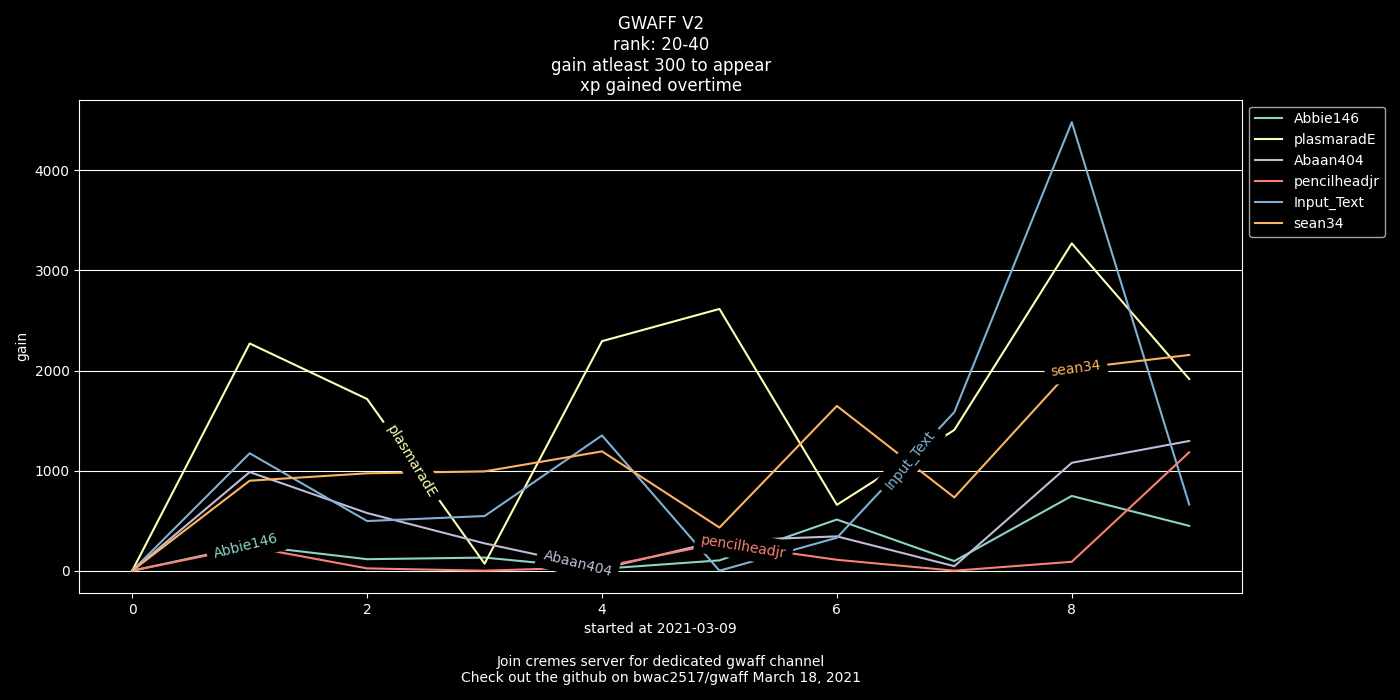 GWAFF V2
rank: 20-40
gain atleast 300 to appear
xp gained overtime
Abbie146
plasmaradE
Abaan404
pencilheadjr
Input_Text
sean34
gain
4000
3000
2000
1000
0
plasmaradE
Abbie146
Abaan404
pencilheadjr
Input_Text
sean34
0
2
4
6
8
started at 2021-03-09
Join cremes server for dedicated gwaff channel
Check out the github on bwac2517/gwaff March 18, 2021